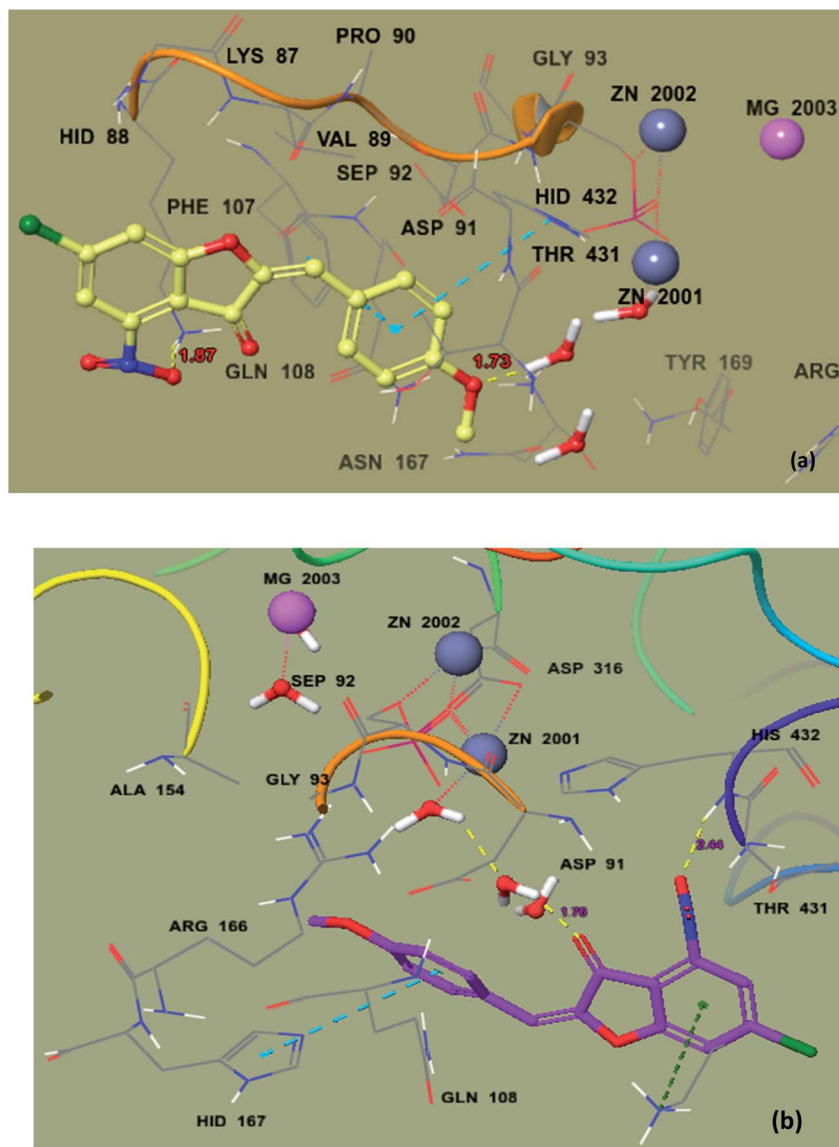 PRO 90
LYS 87
GLY 93
ZN 2002
MG 2003
HID 88
VAL 89
SEP 92
HID 432
PHE 107
ASP 91
THR 431
ZN 2001
1.87
GLN 108
1.73
TYR 169
ARG
ASN 167
(a)
MG 2003
ZN 2002
SEP 92
ASP 316
ZN 2001
HIS 432
ALA 154
GLY 93
2.44
ASP 91
1.76
THR 431
ARG 166
GLN 108
HID 167
(b)